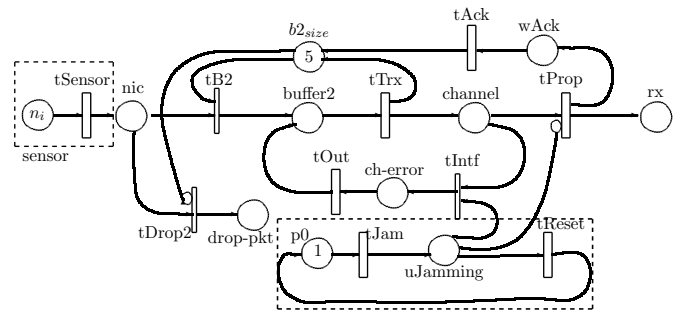 b2size
tAck
wAck
5
tSensor
nic
tB2
tTrx
tProp
buffer2
channel
rx
ni
sensor
tOut
ch-error
tIntf
tDrop2
drop-pkt
p0
tJam
tReset
1
uJamming